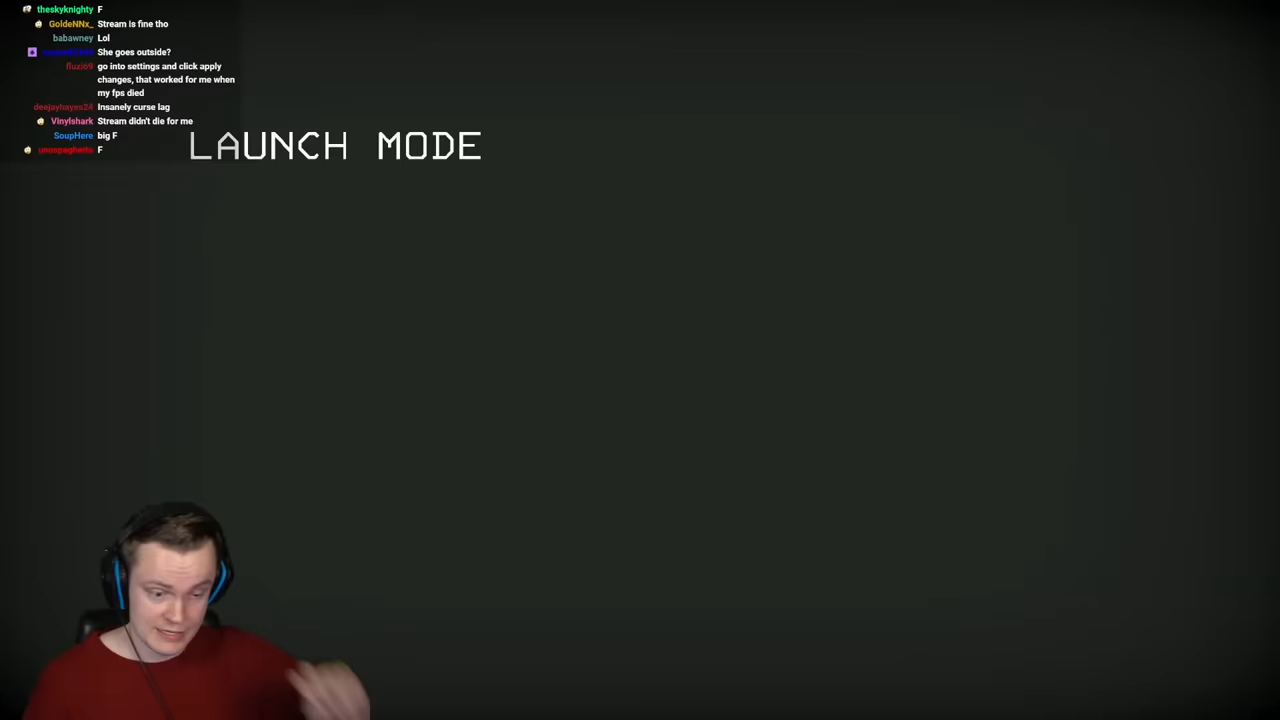 theskyknighty F
GoldeNNx_ Stream is fine tho
babawney Lol
She goes outside?
fluxi69 go into settings and click apply
changes, that worked for me when
my fps died
deejayhayes24 Insanely curse lag
Vinylshark Stream didn't die for me
SoupHere big F
F
LAUNCH MODE